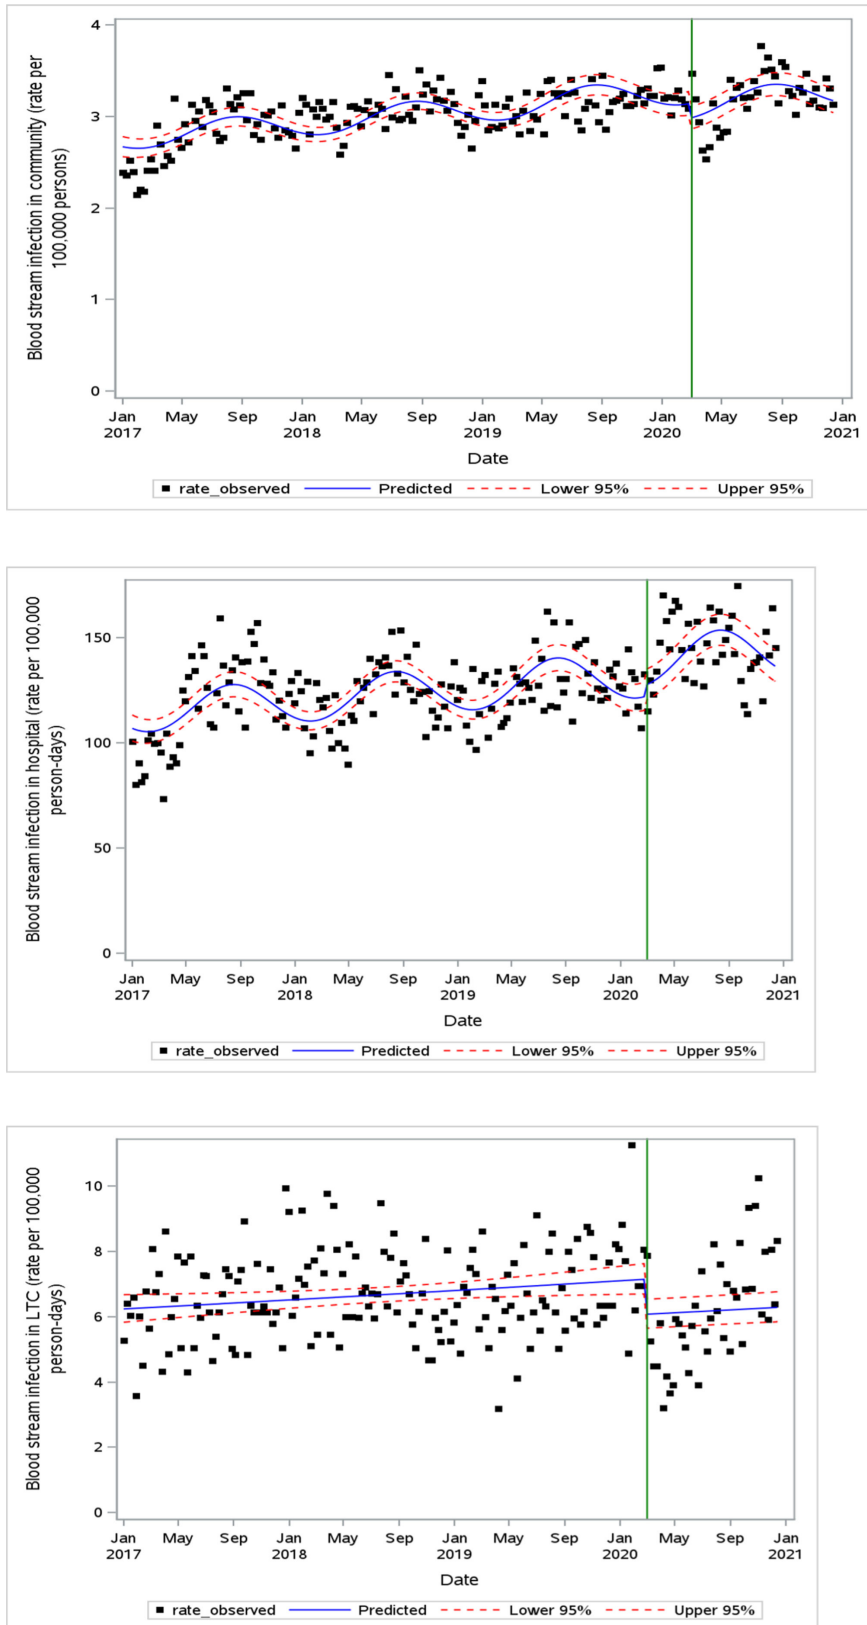 Blood stream infection in community (rate per
100,000 persons)
4
3
2
1
0
Jan May Sep Jan May Sep Jan May Sep Jan May Sep Jan
2017 2018 2019 2020 2021
Date
rate_observed Predicted Lower 95% Upper 95%
Blood stream infection in hospital (rate per 100,000
person-days)
150
100
50
0
Jan May Sep Jan May Sep Jan May Sep Jan May Sep Jan
2017 2018 2019 2020 2021
Date
rate_observed Predicted Lower 95% Upper 95%
Blood stream infection in LTC (rate per 100,000
person-days)
10
8
6
4
2
0
Jan May Sep Jan May Sep Jan May Sep Jan May Sep Jan
2017 2018 2019 2020 2021
Date
rate_observed Predicted Lower 95% Upper 95%